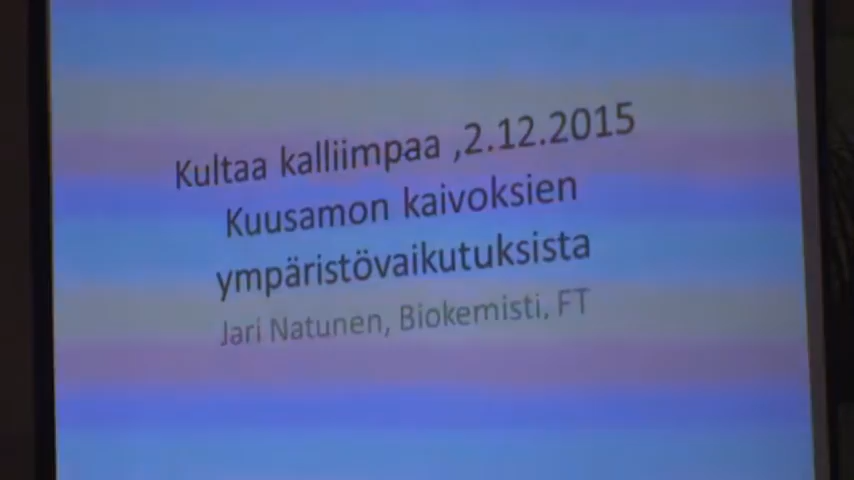 Kultaa kalliimpaa ,2.12.2015
Kuusamon kaivoksien
ympäristövaikutuksista
Jari Natunen, Biokemisti, FT